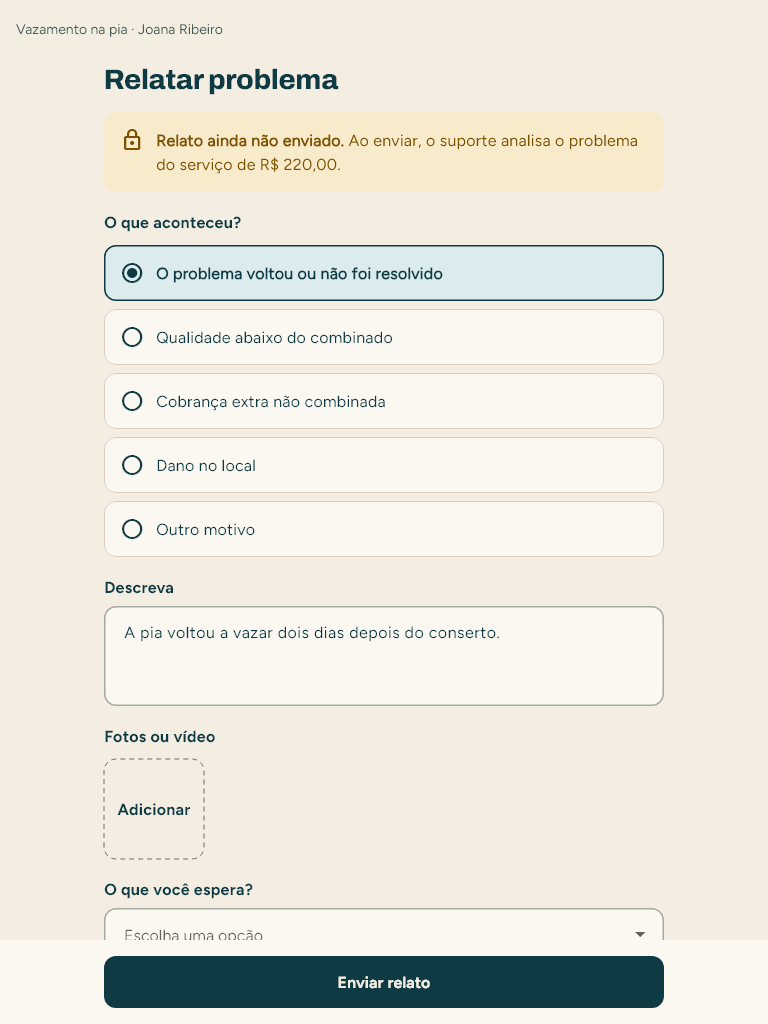 Vazamento na pia · Joana Ribeiro
Relatar problema
Relato ainda não enviado. Ao enviar, o suporte analisa o problema
do serviço de R$ 220,00.
O que aconteceu?
O problema voltou ou não foi resolvido
Qualidade abaixo do combinado
Cobrança extra não combinada
Dano no local
Outro motivo
Descreva
A pia voltou a vazar dois dias depois do conserto.
Fotos ou vídeo
Adicionar
O que você espera?
Escolha uma opção
Enviar relato